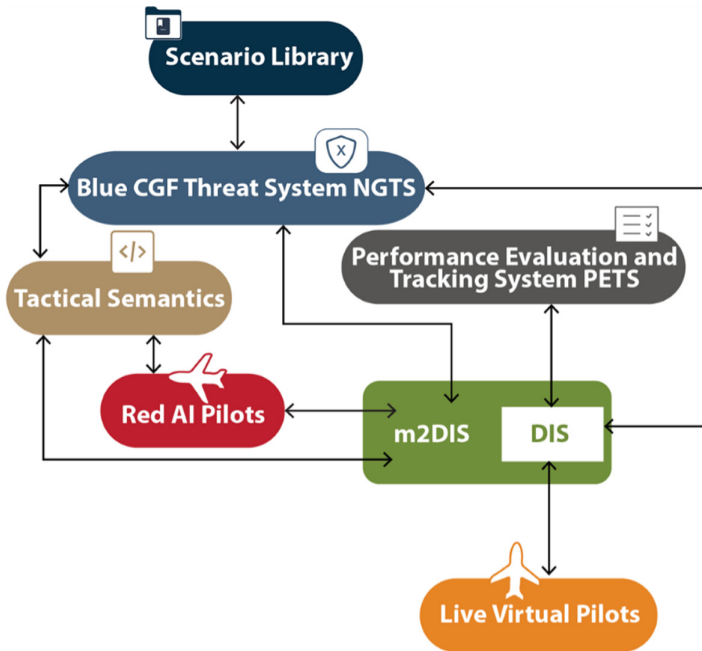 Scenario Library
X
Blue CGF Threat System NGTS
Performance Evaluation and
Tracking System PETS
</>
Tactical Semantics
Red AI Pilots
m2DIS
DIS
Live Virtual Pilots